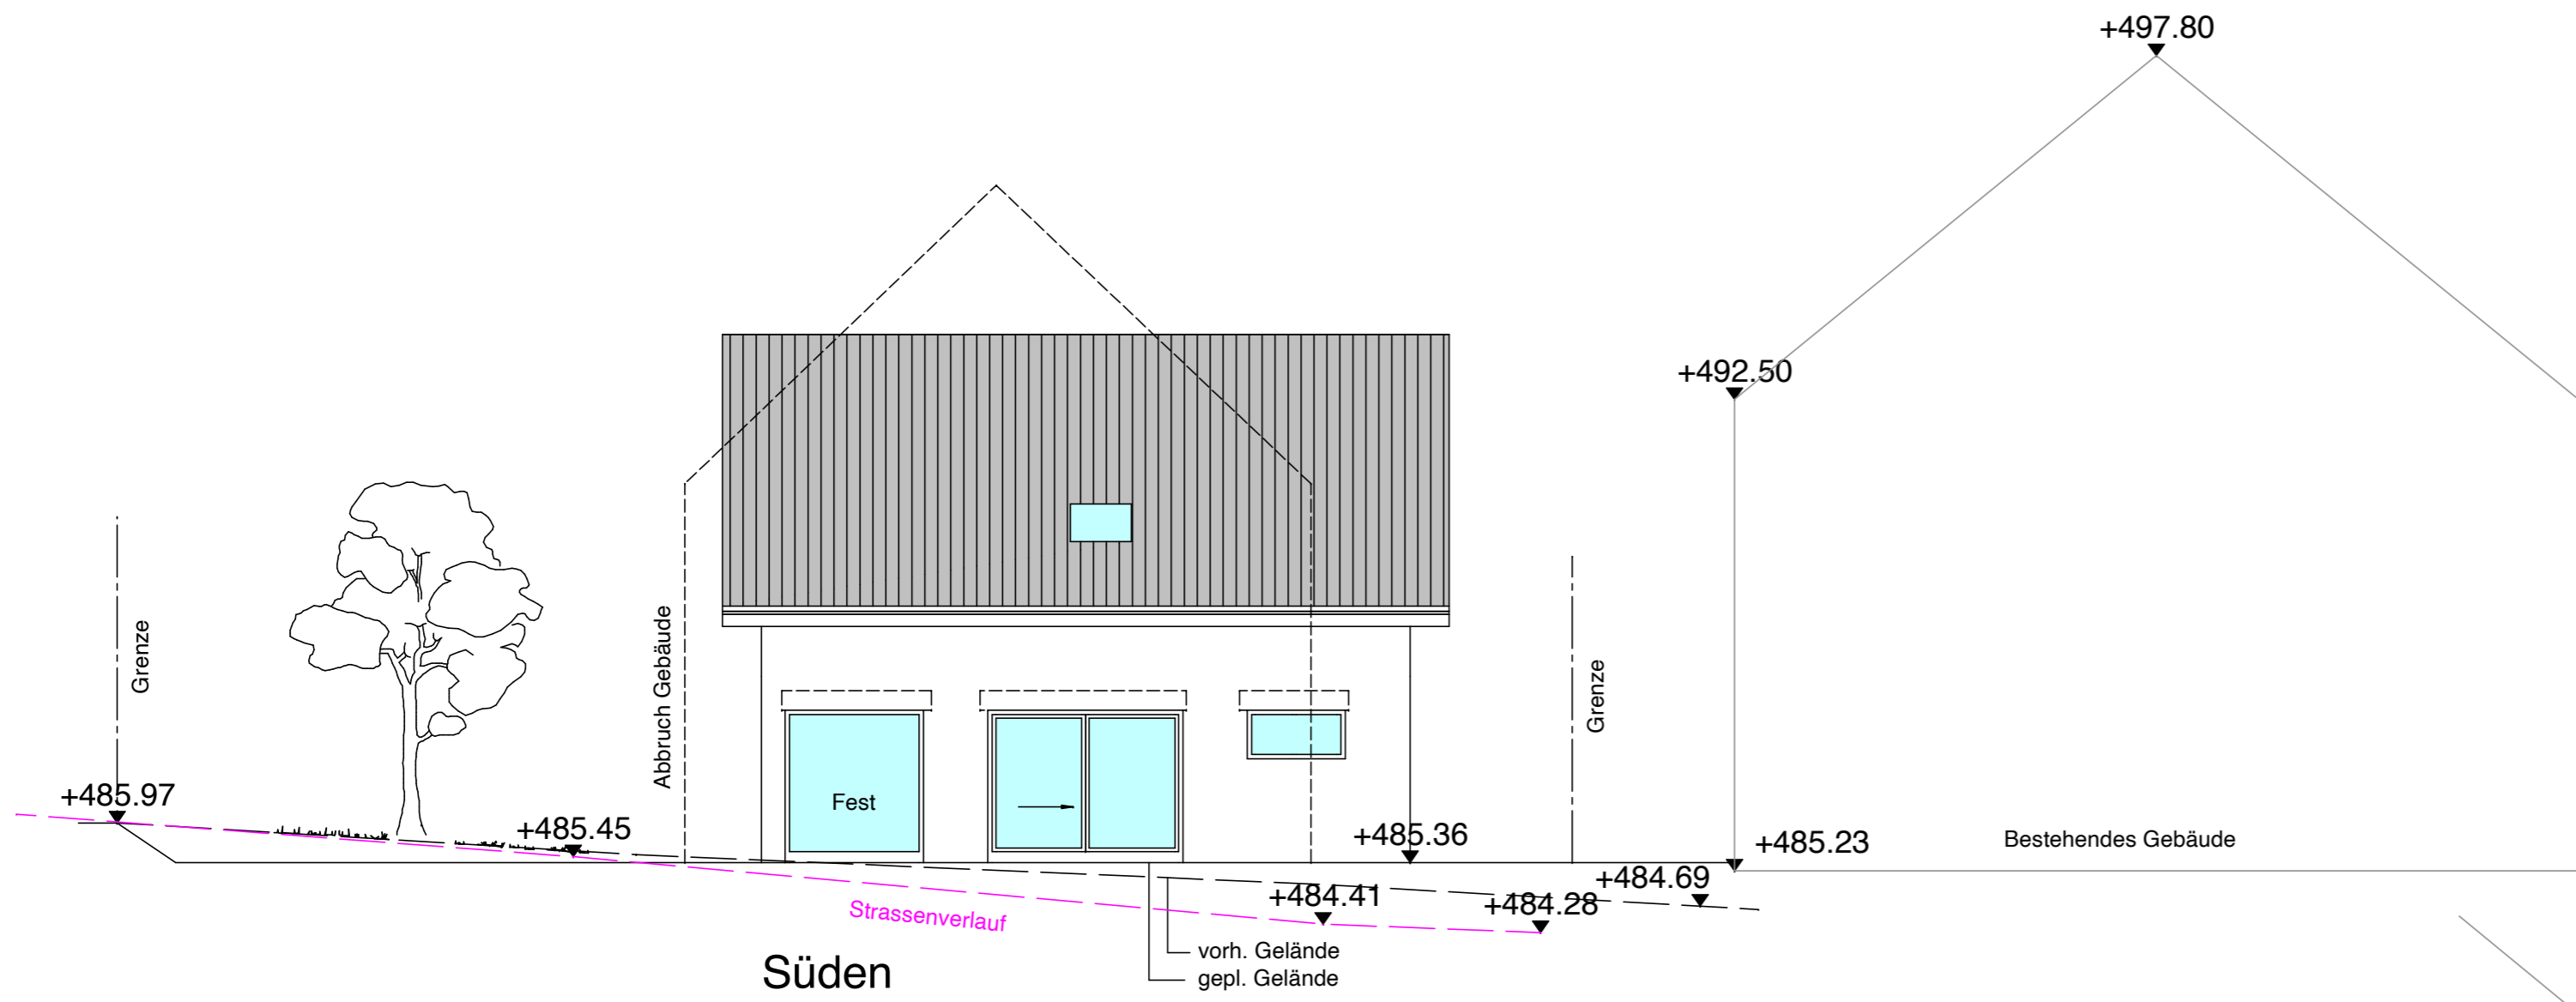 +497.80
+492.50
Grenze
Abbruch Gebäude
Grenze
+485.97
+485.45
Fest
+485.36
+485.23
Bestehendes Gebäude
+484.69
+484.41
+484.28
Strassenverlauf
vorh. Gelände
gepl. Gelände
Süden